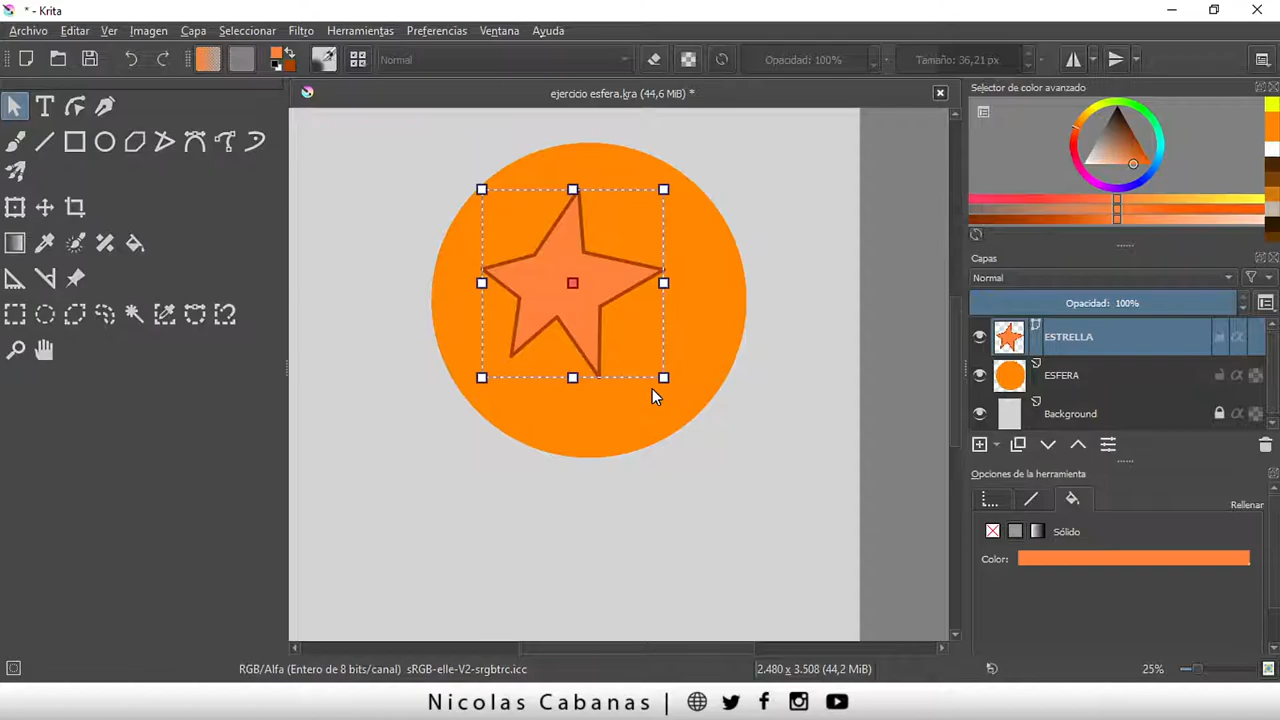 * - Krita
Archivo Editar Ver Imagen Capa Seleccionar Filtro Herramientas Preferencias Ventana Ayuda
Normal Opacidad: 100% Tamaño: 36,21 px
ejercicio esfera.kra (44,6 MiB) *
Selector de color avanzado
T
Capas
Normal
Opacidad: 100%
ESTRELLA
ESFERA
Background
Opciones de la herramienta
Rellenar
Sólido
Color:
RGB/Alfa (Entero de 8 bits/canal) sRGB-elle-V2-srgbtrc.icc 2.480 x 3.508 (44,2 MiB) 25%
Nicolas Cabanas |